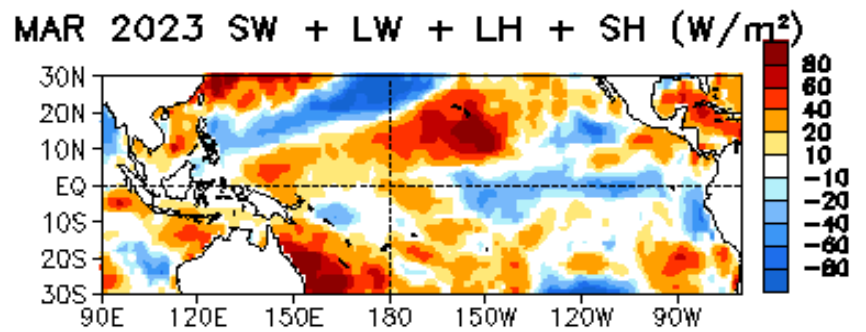 MAR 2023 SW + LW + LH + SH (W/m²)
30N
20N
10N
EQ
10S
20S
30S
90E 120E 150E 180 150W 120W 90W
80
60
40
20
10
-10
-20
-40
-60
-80